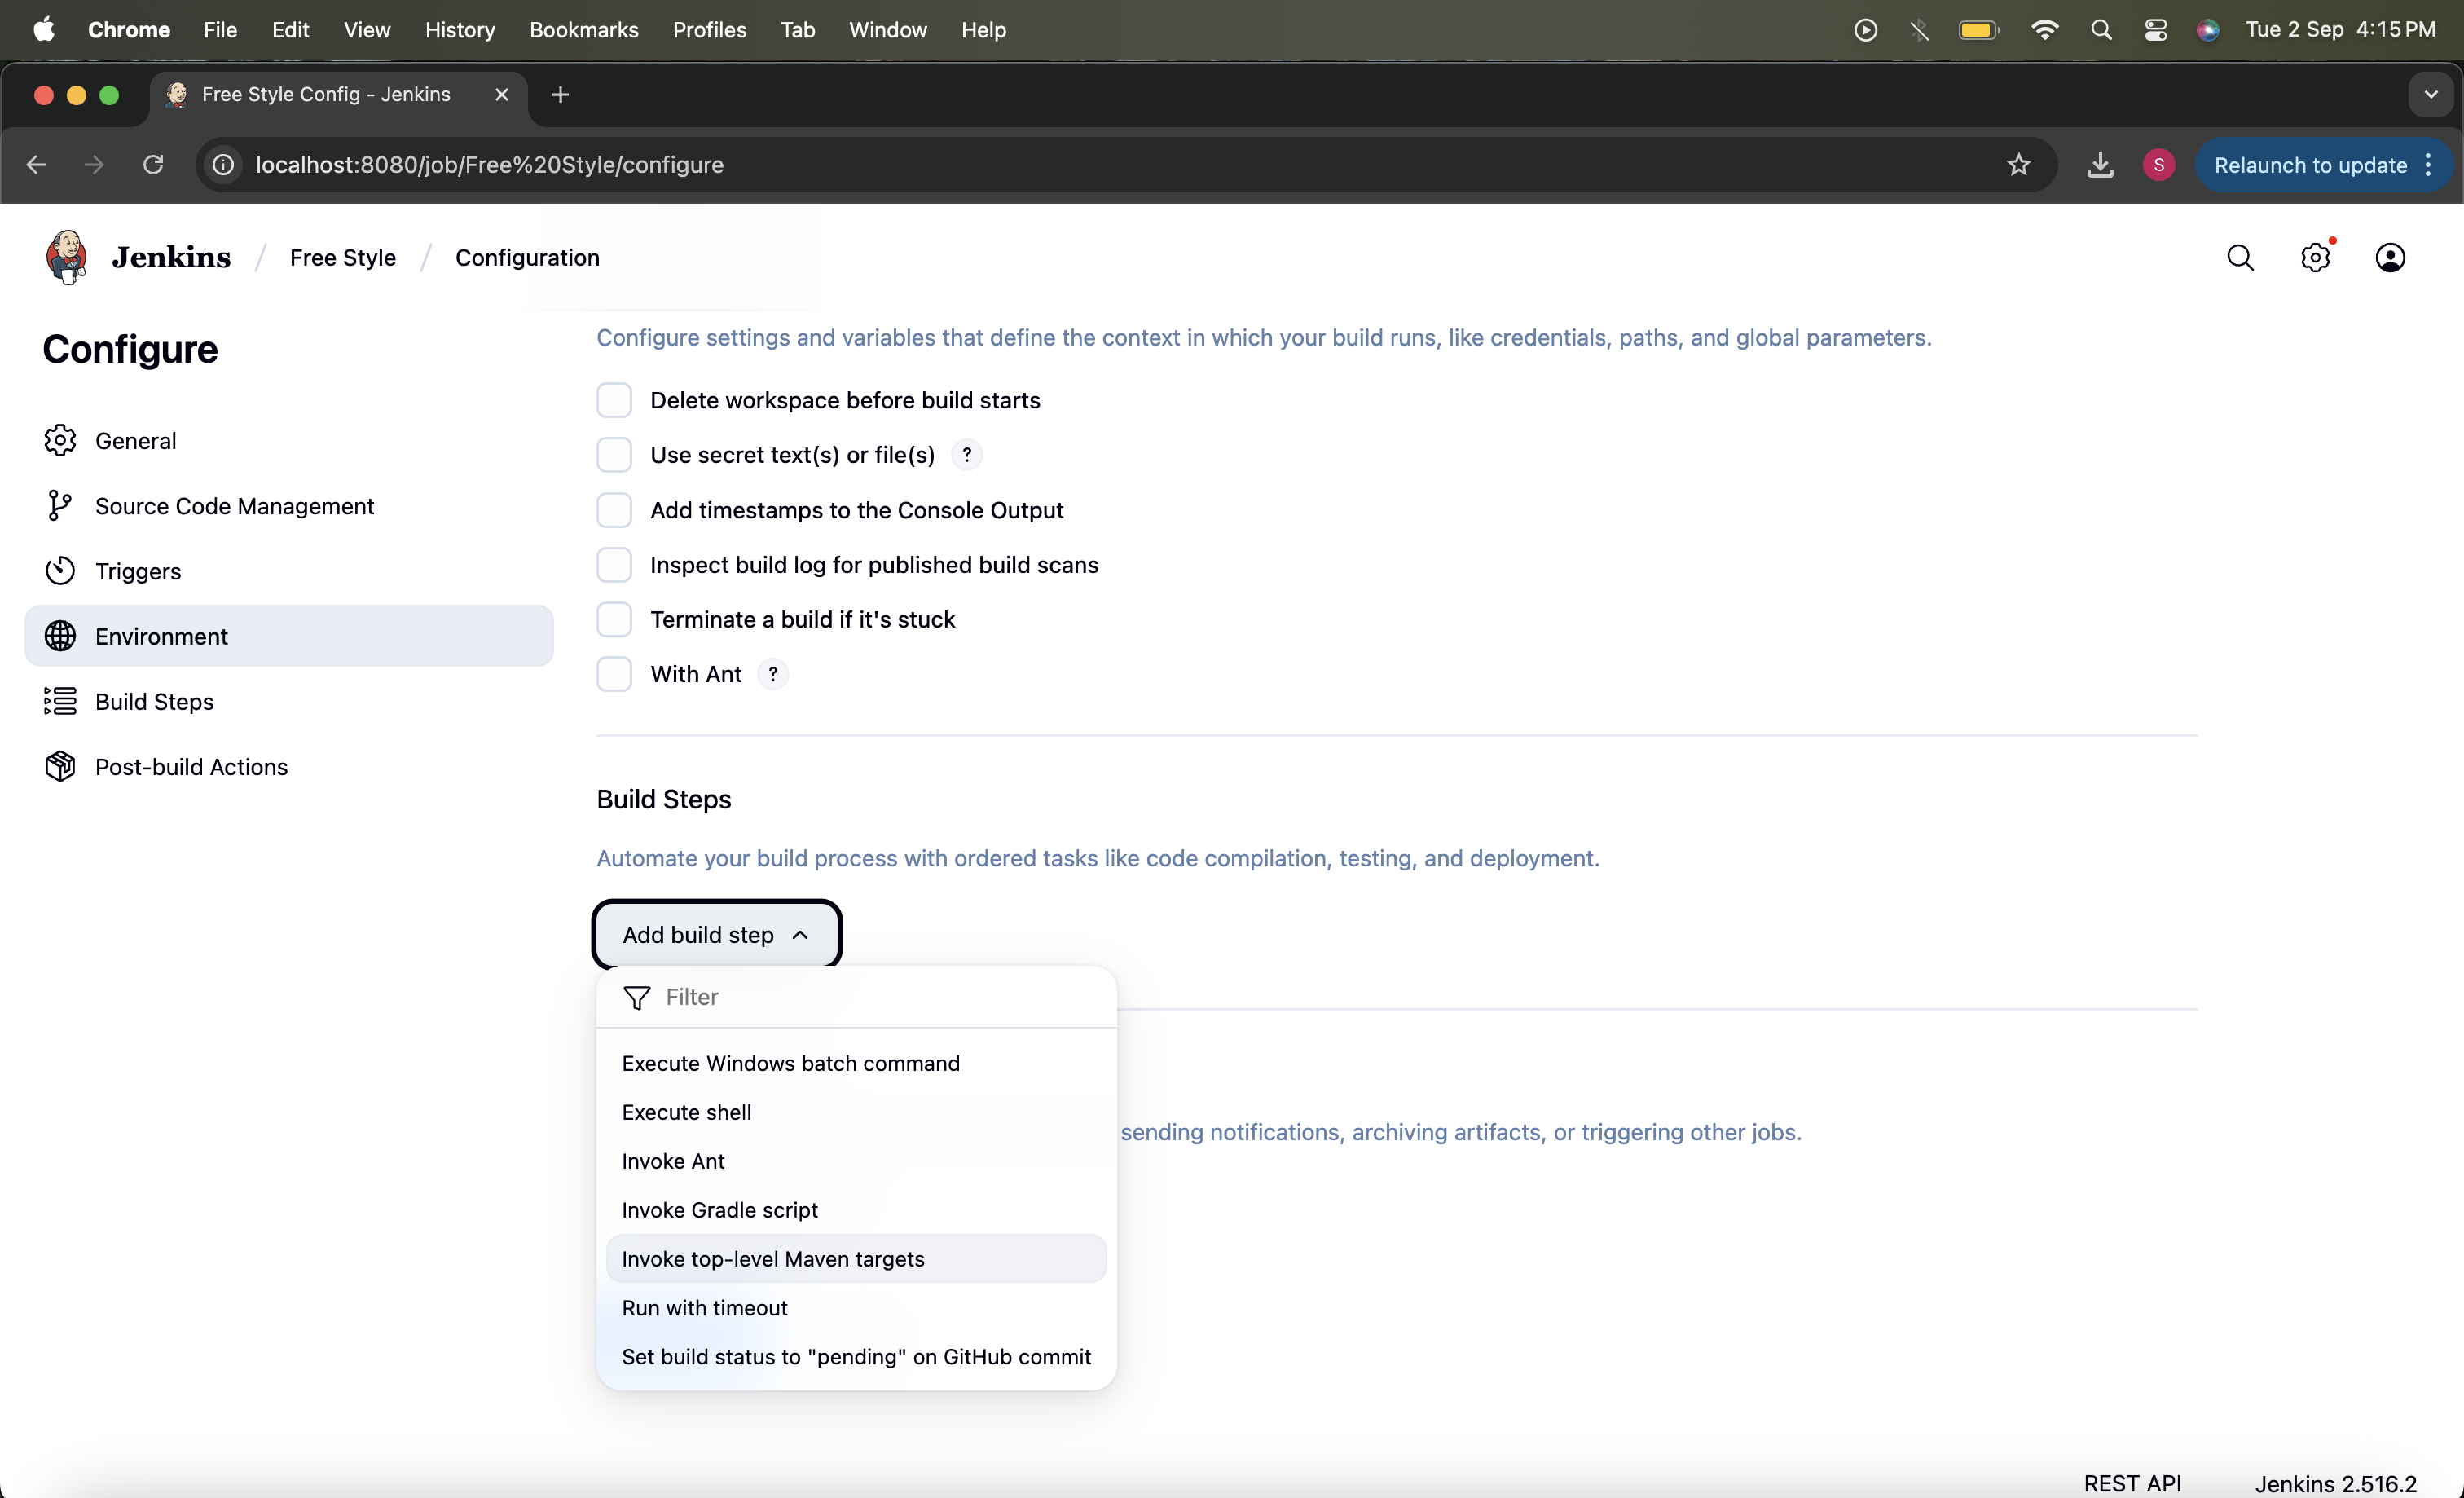 Chrome File Edit View History Bookmarks Profiles Tab Window Help Tue 2 Sep 4:15 PM
Free Style Config - Jenkins
localhost:8080/job/Free%20Style/configure S Relaunch to update
Jenkins / Free Style / Configuration
Configure
General
Source Code Management
Triggers
Environment
Build Steps
Post-build Actions
Configure settings and variables that define the context in which your build runs, like credentials, paths, and global parameters.
Delete workspace before build starts
Use secret text(s) or file(s) ?
Add timestamps to the Console Output
Inspect build log for published build scans
Terminate a build if it's stuck
With Ant ?
Build Steps
Automate your build process with ordered tasks like code compilation, testing, and deployment.
Add build step
Filter
Execute Windows batch command
Execute shell
sending notifications, archiving artifacts, or triggering other jobs.
Invoke Ant
Invoke Gradle script
Invoke top-level Maven targets
Run with timeout
Set build status to "pending" on GitHub commit
REST API Jenkins 2.516.2